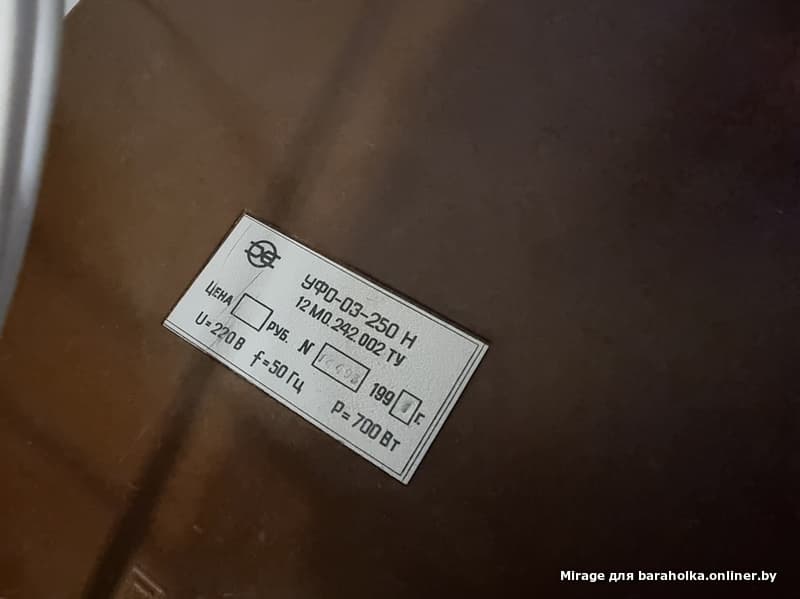 УФО-03-250 Н
12 МО.242.002 ТУ
ЦЕНА РУБ. N 199 г.
U=220 В f=50 Гц P=700 Вт
Mirage для baraholka.onliner.by